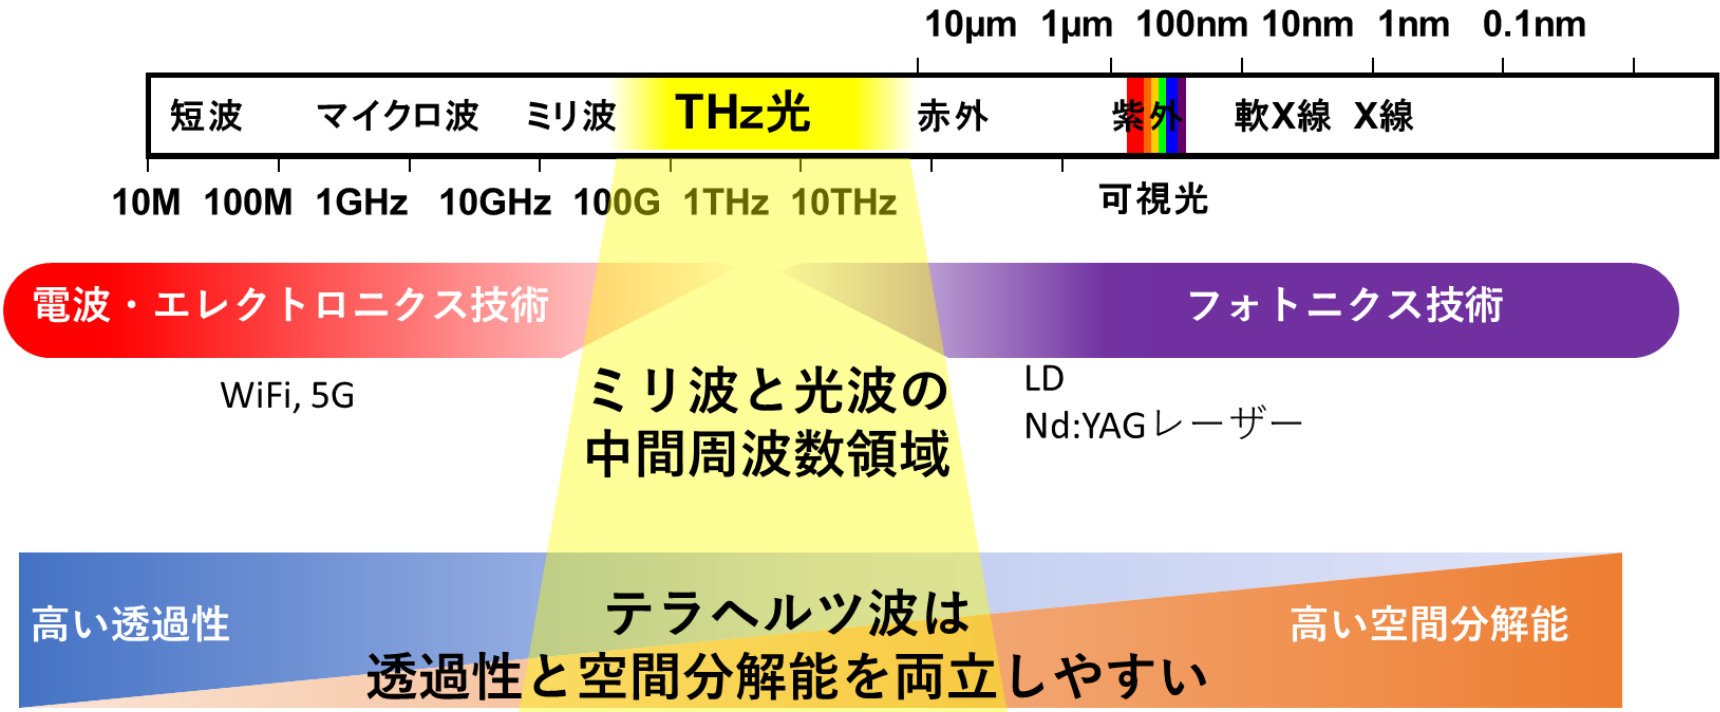 10μm 1μm 100nm 10nm 1nm 0.1nm
短波 マイクロ波 ミリ波 THz光 赤外 紫外 軟X線 X線
10M 100M 1GHz 10GHz 100G 1THz 10THz 可視光
電波・エレクトロニクス技術
フォトニクス技術
WiFi, 5G
ミリ波と光波の
中間周波数領域
LD
Nd:YAGレーザー
高い透過性
テラヘルツ波は
透過性と空間分解能を両立しやすい
高い空間分解能